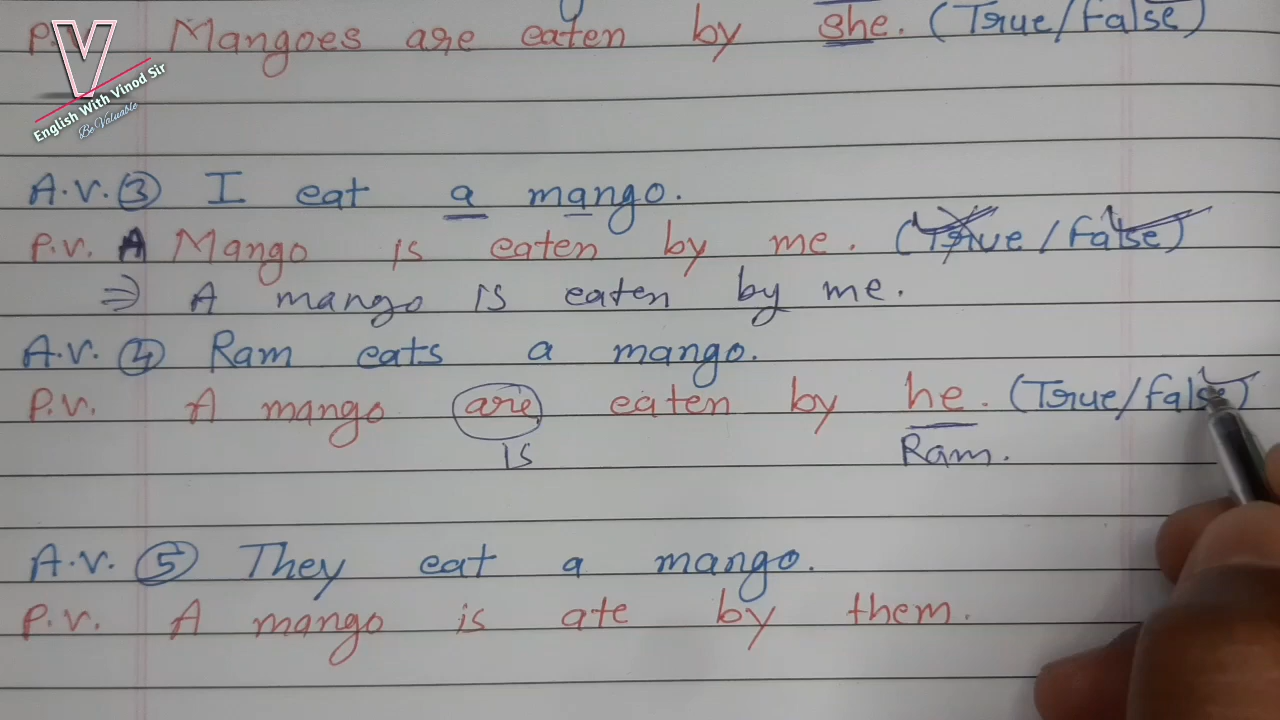 P.V. Mangoes are eaten by she. (True/False)
V
English With Vinod Sir
Be Valuable
A.V. ③ I eat a mango.
P.V. A Mango is eaten by me. (True/False)
⇒ A mango is eaten by me.
A.V. ④ Ram eats a mango.
P.V. A mango are eaten by he. (True/False)
is Ram.
A.V. ⑤ They eat a mango.
P.V. A mango is ate by them.